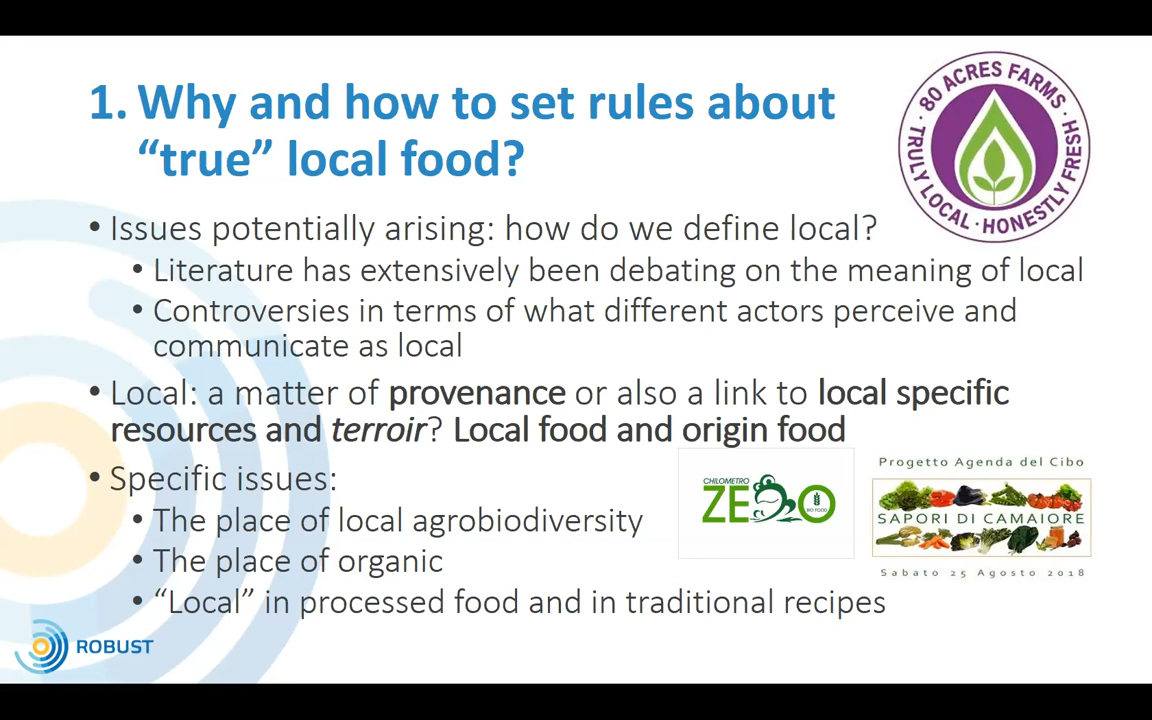 1. Why and how to set rules about
“true” local food?
80 ACRES FARMS · TRULY LOCAL · HONESTLY FRESH ·
• Issues potentially arising: how do we define local?
• Literature has extensively been debating on the meaning of local
• Controversies in terms of what different actors perceive and
communicate as local
• Local: a matter of provenance or also a link to local specific
resources and terroir? Local food and origin food
• Specific issues:
• The place of local agrobiodiversity
• The place of organic
• “Local” in processed food and in traditional recipes
CHILOMETRO
ZERO
BIO FOOD
Progetto Agenda del Cibo
SAPORI DI CAMAIORE
Sabato 25 Agosto 2018
ROBUST